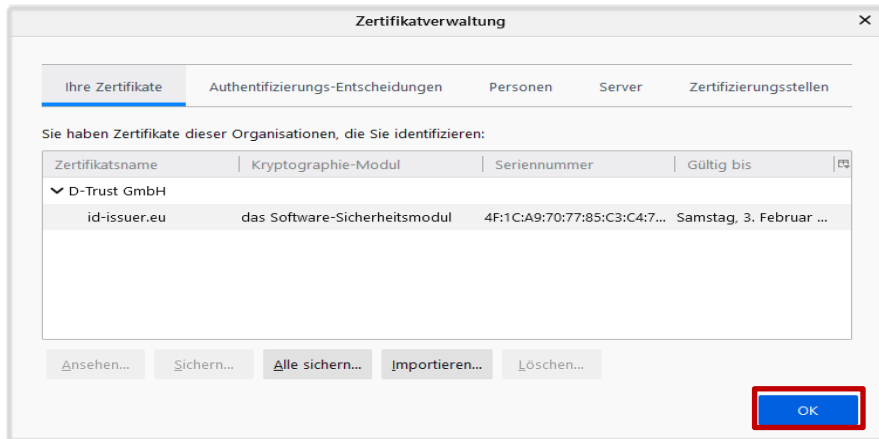 Zertifikatverwaltung
Ihre Zertifikate Authentifizierungs-Entscheidungen Personen Server Zertifizierungsstellen
Sie haben Zertifikate dieser Organisationen, die Sie identifizieren:
Zertifikatsname Kryptographie-Modul Seriennummer Gültig bis
D-Trust GmbH
id-issuer.eu das Software-Sicherheitsmodul 4F:1C:A9:70:77:85:C3:C4:7... Samstag, 3. Februar ...
Ansehen... Sichern... Alle sichern... Importieren... Löschen...
OK